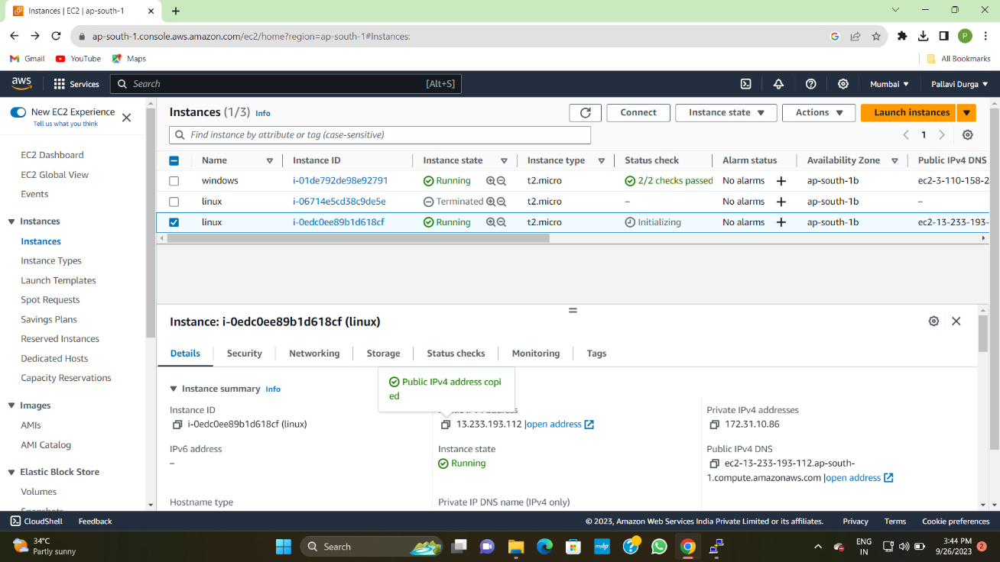 Instances | EC2 | ap-south-1
ap-south-1.console.aws.amazon.com/ec2/home?region=ap-south-1#Instances:
G
P
Gmail YouTube Maps
All Bookmarks
aws Services Search [Alt+S] Mumbai Pallavi Durga
New EC2 Experience
Tell us what you think
EC2 Dashboard
EC2 Global View
Events
Instances
Instances
Instance Types
Launch Templates
Spot Requests
Savings Plans
Reserved Instances
Dedicated Hosts
Capacity Reservations
Images
AMIs
AMI Catalog
Elastic Block Store
Volumes
Snapshots
Instances (1/3) Info
Connect Instance state Actions Launch instances
Find instance by attribute or tag (case-sensitive)
1
Name Instance ID Instance state Instance type Status check Alarm status Availability Zone Public IPv4 DNS
windows i-01de792de98e92791 Running t2.micro 2/2 checks passed No alarms + ap-south-1b ec2-3-110-158-2
linux i-06714e5cd38c9de5e Terminated t2.micro – No alarms + ap-south-1b –
linux i-0edc0ee89b1d618cf Running t2.micro Initializing No alarms + ap-south-1b ec2-13-233-193-
Instance: i-0edc0ee89b1d618cf (linux)
Details Security Networking Storage Status checks Monitoring Tags
Public IPv4 address copi
ed
Instance summary Info
Instance ID
i-0edc0ee89b1d618cf (linux)
13.233.193.112 |open address
Private IPv4 addresses
172.31.10.86
IPv6 address
–
Instance state
Running
Public IPv4 DNS
ec2-13-233-193-112.ap-south-
1.compute.amazonaws.com |open address
Hostname type
Private IP DNS name (IPv4 only)
CloudShell Feedback © 2023, Amazon Web Services India Private Limited or its affiliates. Privacy Terms Cookie preferences
34°C
Partly sunny
Search
myhp
ENG
IN
3:44 PM
9/26/2023
2